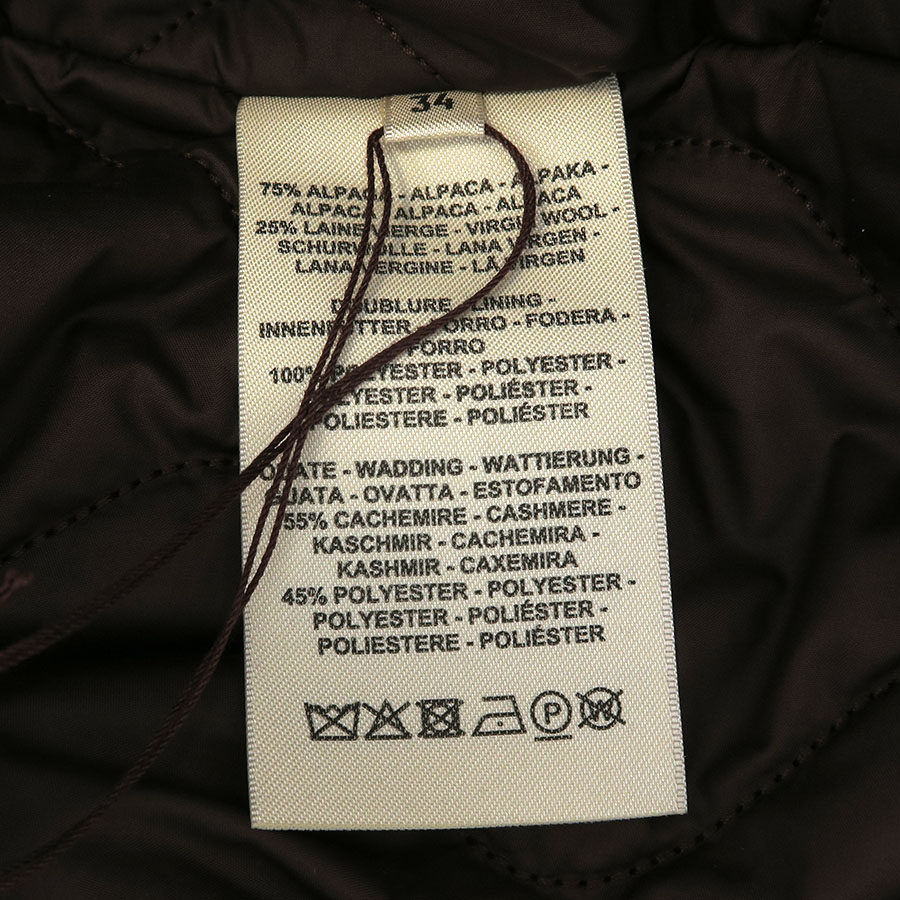 34
75% ALPACA - ALPACA - ALPAKA -
ALPACA - ALPACA - ALPACA
25% LAINE VIERGE - VIRGIN WOOL -
SCHURWOLLE - LANA VIRGEN -
LANA VERGINE - LÃ VIRGEN
DOUBLURE - LINING -
INNENFUTTER - FORRO - FODERA -
FORRO
100% POLYESTER - POLYESTER -
POLYESTER - POLIÉSTER -
POLIESTERE - POLIÉSTER
OUATE - WADDING - WATTIERUNG -
GUATA - OVATTA - ESTOFAMENTO
55% CACHEMIRE - CASHMERE -
KASCHMIR - CACHEMIRA -
KASHMIR - CAXEMIRA
45% POLYESTER - POLYESTER -
POLYESTER - POLIÉSTER -
POLIESTERE - POLIÉSTER
P W